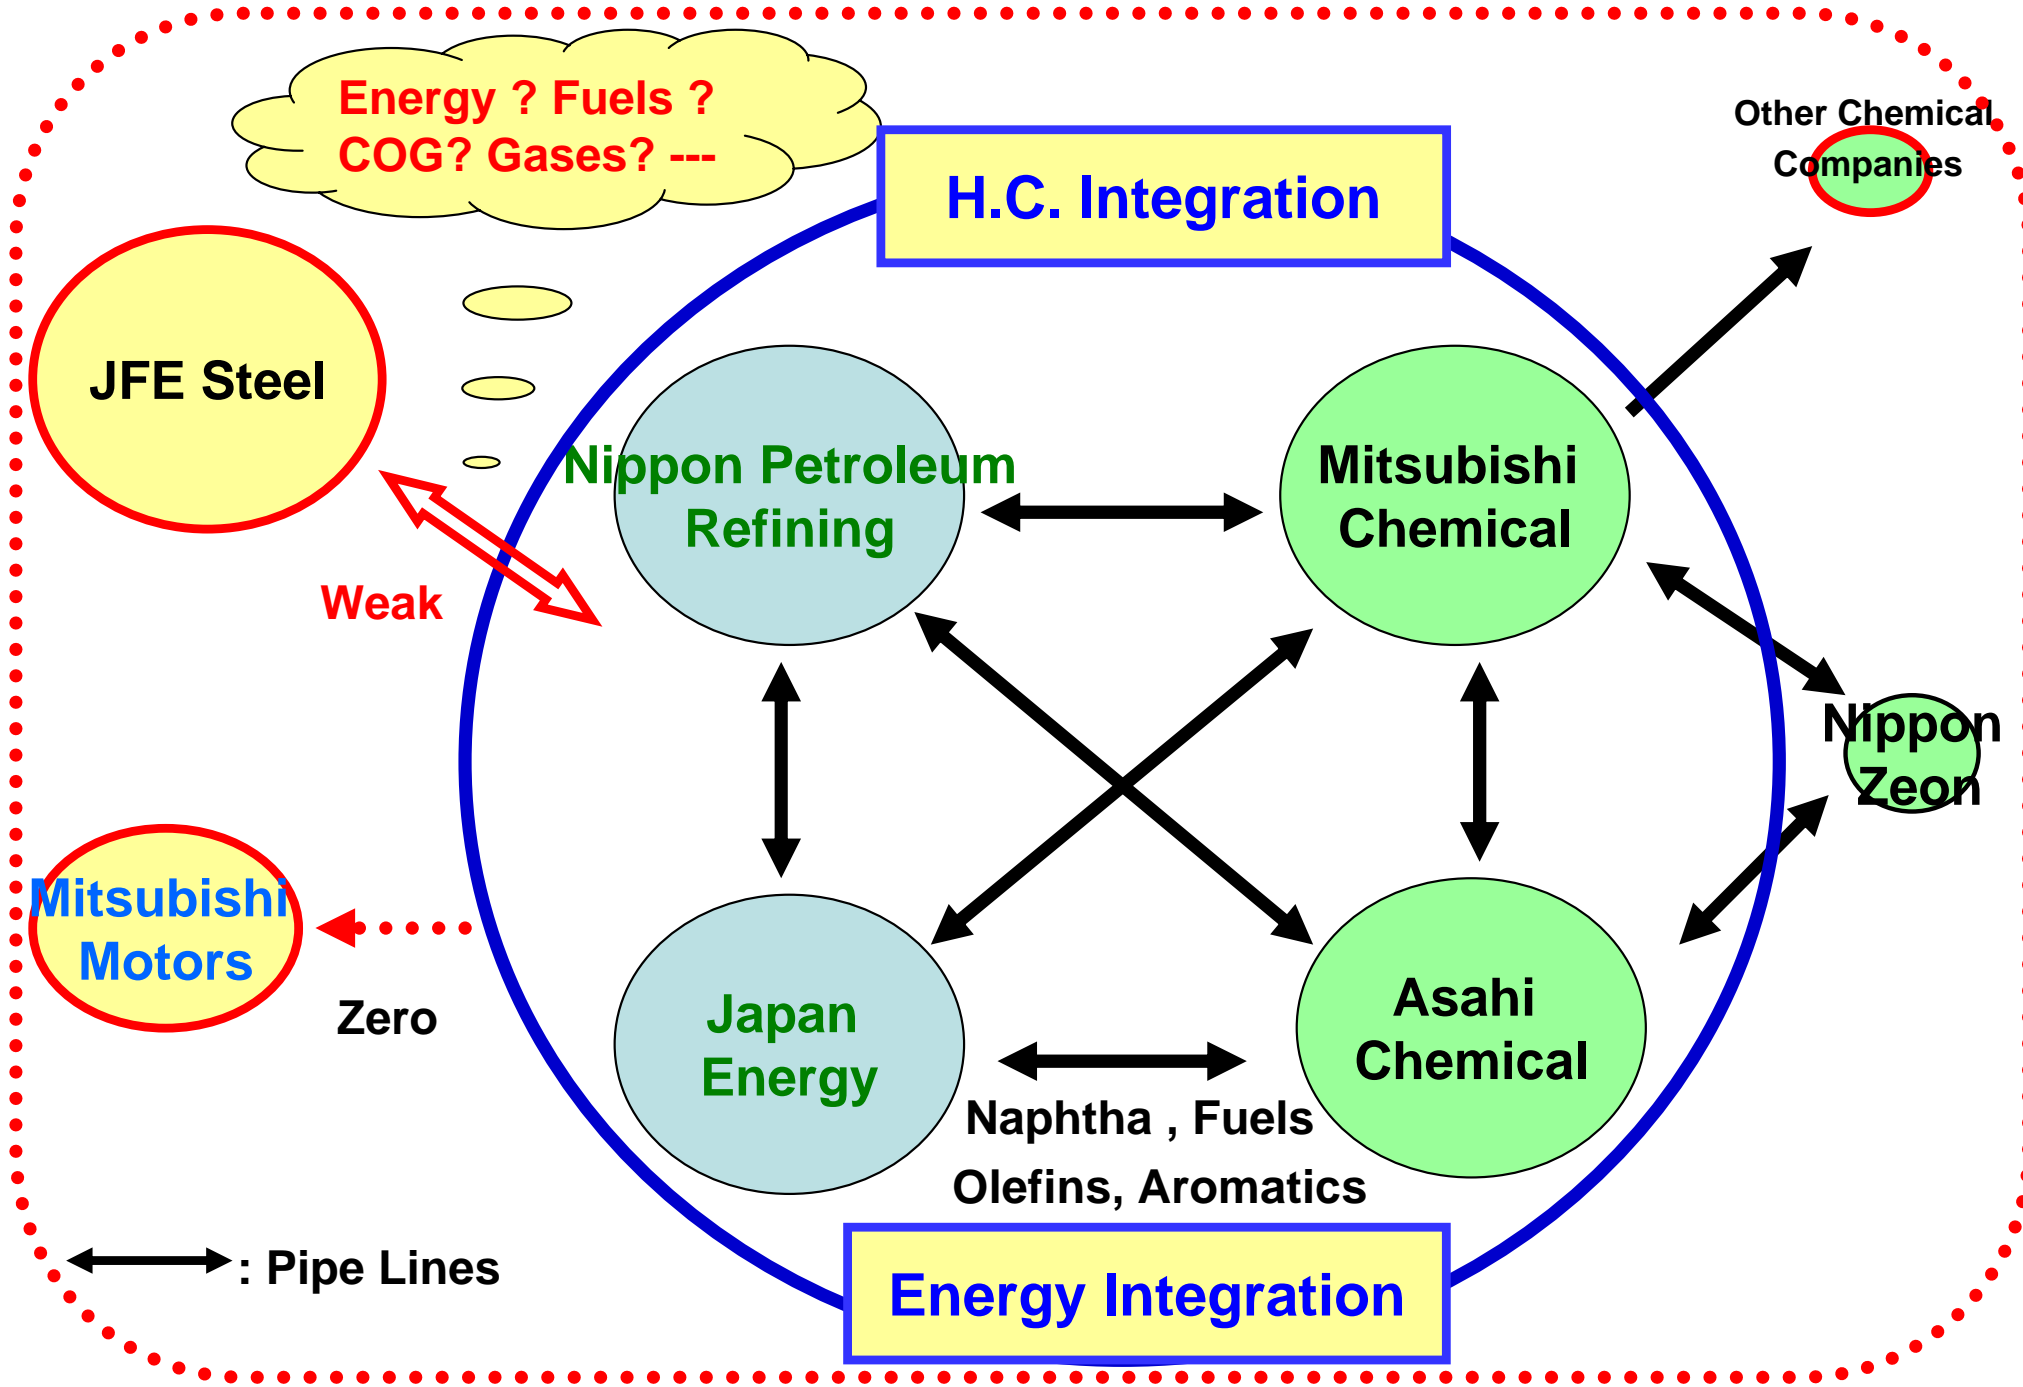 Energy ? Fuels ?
COG? Gases? ---
H.C. Integration
Other Chemical
Companies
JFE Steel
Nippon Petroleum
Refining
Mitsubishi
Chemical
Weak
Nippon
Zeon
Mitsubishi
Motors
Zero
Japan
Energy
Asahi
Chemical
Naphtha , Fuels
Olefins, Aromatics
: Pipe Lines
Energy Integration